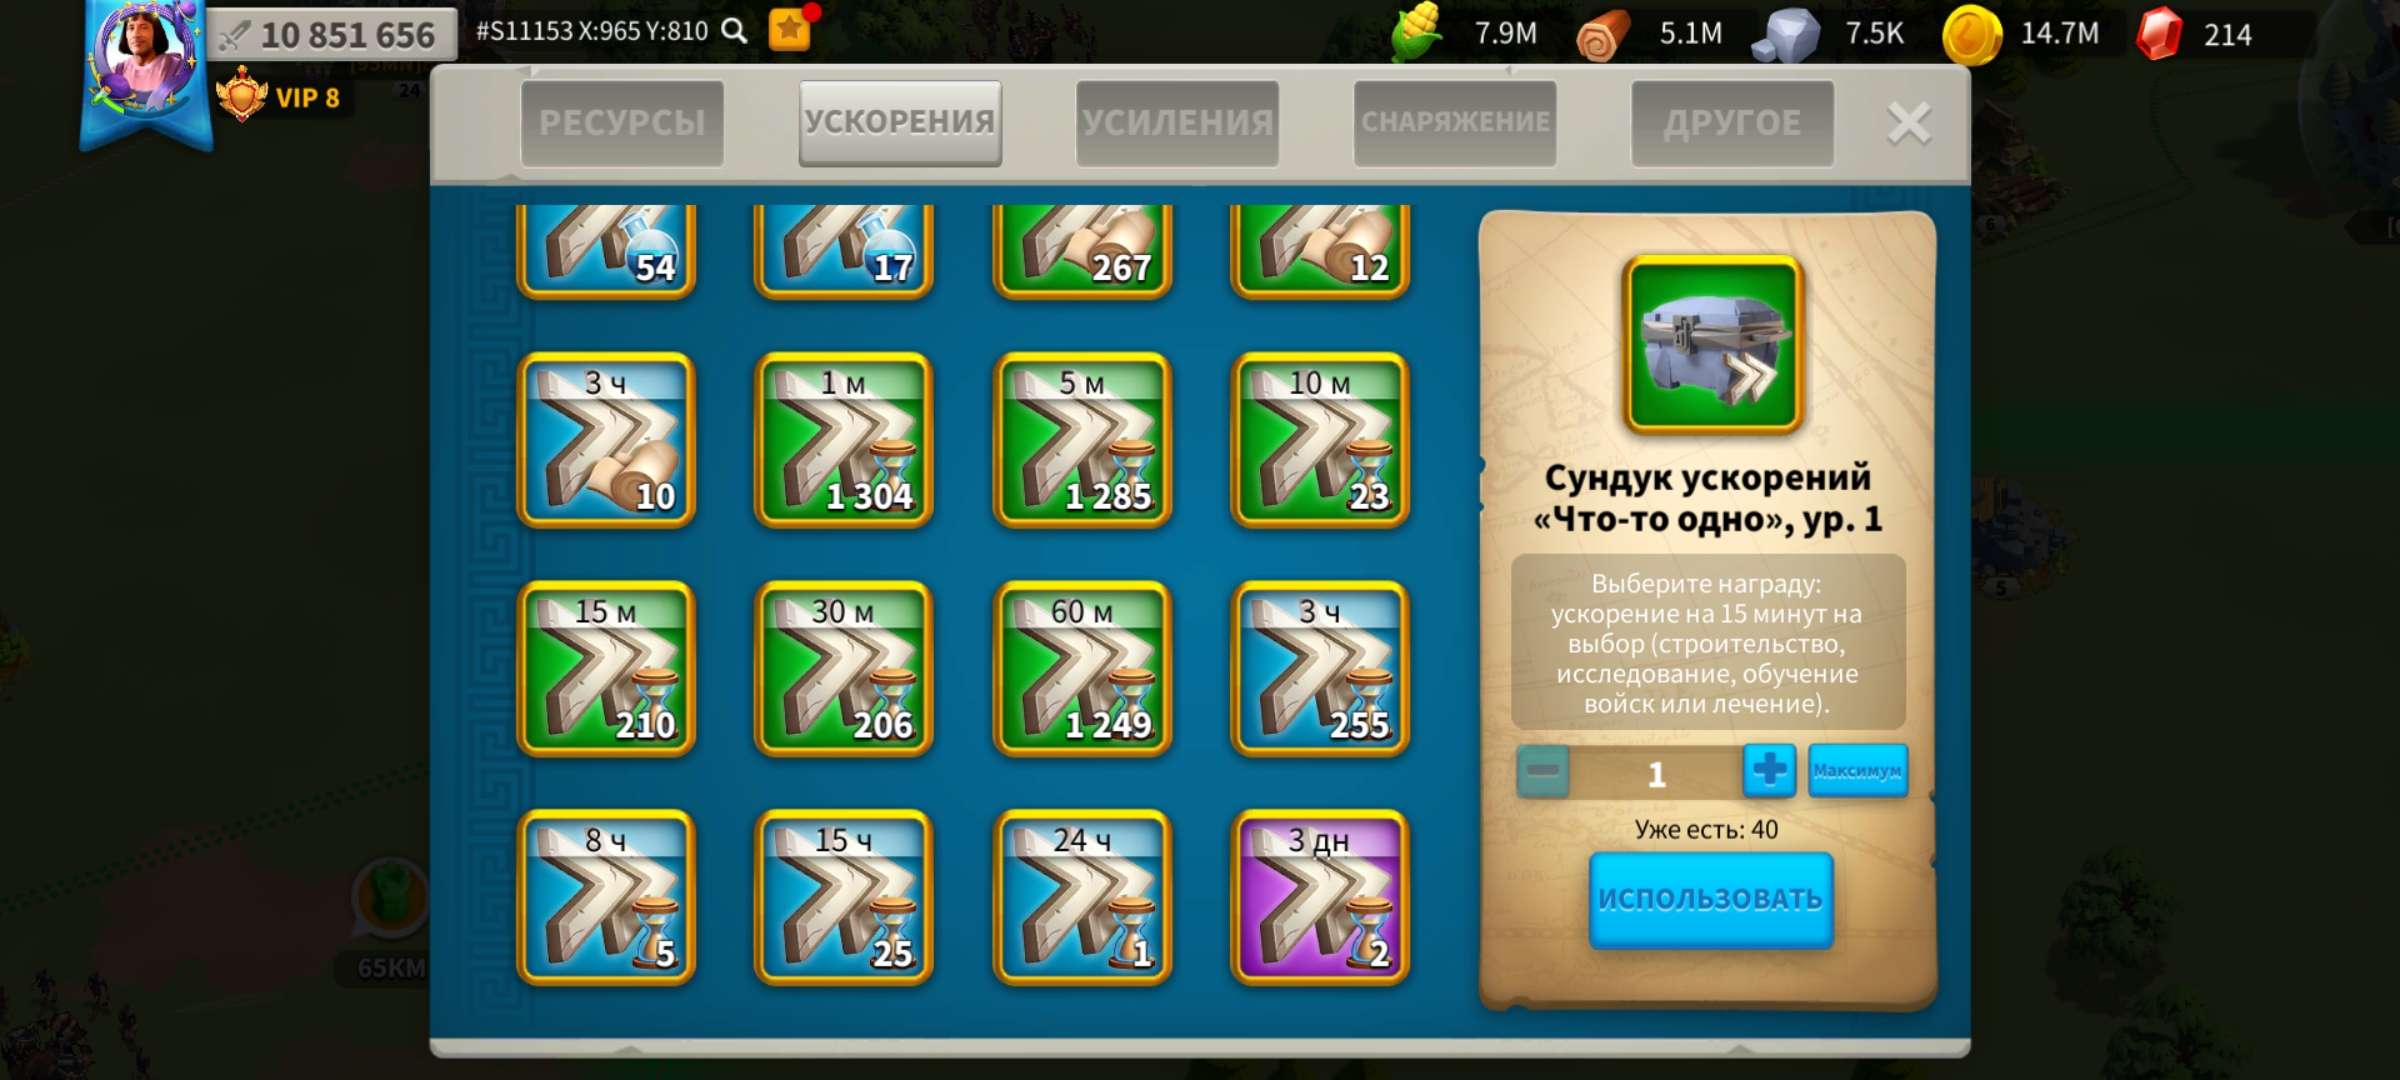 10 851 656
#S11153 X:965 Y:810
7.9M
5.1M
7.5K
14.7M
214
VIP 8
24
РЕСУРСЫ
УСКОРЕНИЯ
УСИЛЕНИЯ
СНАРЯЖЕНИЕ
ДРУГОЕ
54
17
267
12
3 ч
10
1 м
1 304
5 м
1 285
10 м
23
15 м
210
30 м
206
60 м
1 249
3 ч
255
8 ч
5
15 ч
25
24 ч
1
3 дн
2
Сундук ускорений
«Что-то одно», ур. 1
Выберите награду:
ускорение на 15 минут на
выбор (строительство,
исследование, обучение
войск или лечение).
1
Максимум
Уже есть: 40
ИСПОЛЬЗОВАТЬ
65KM
6
5